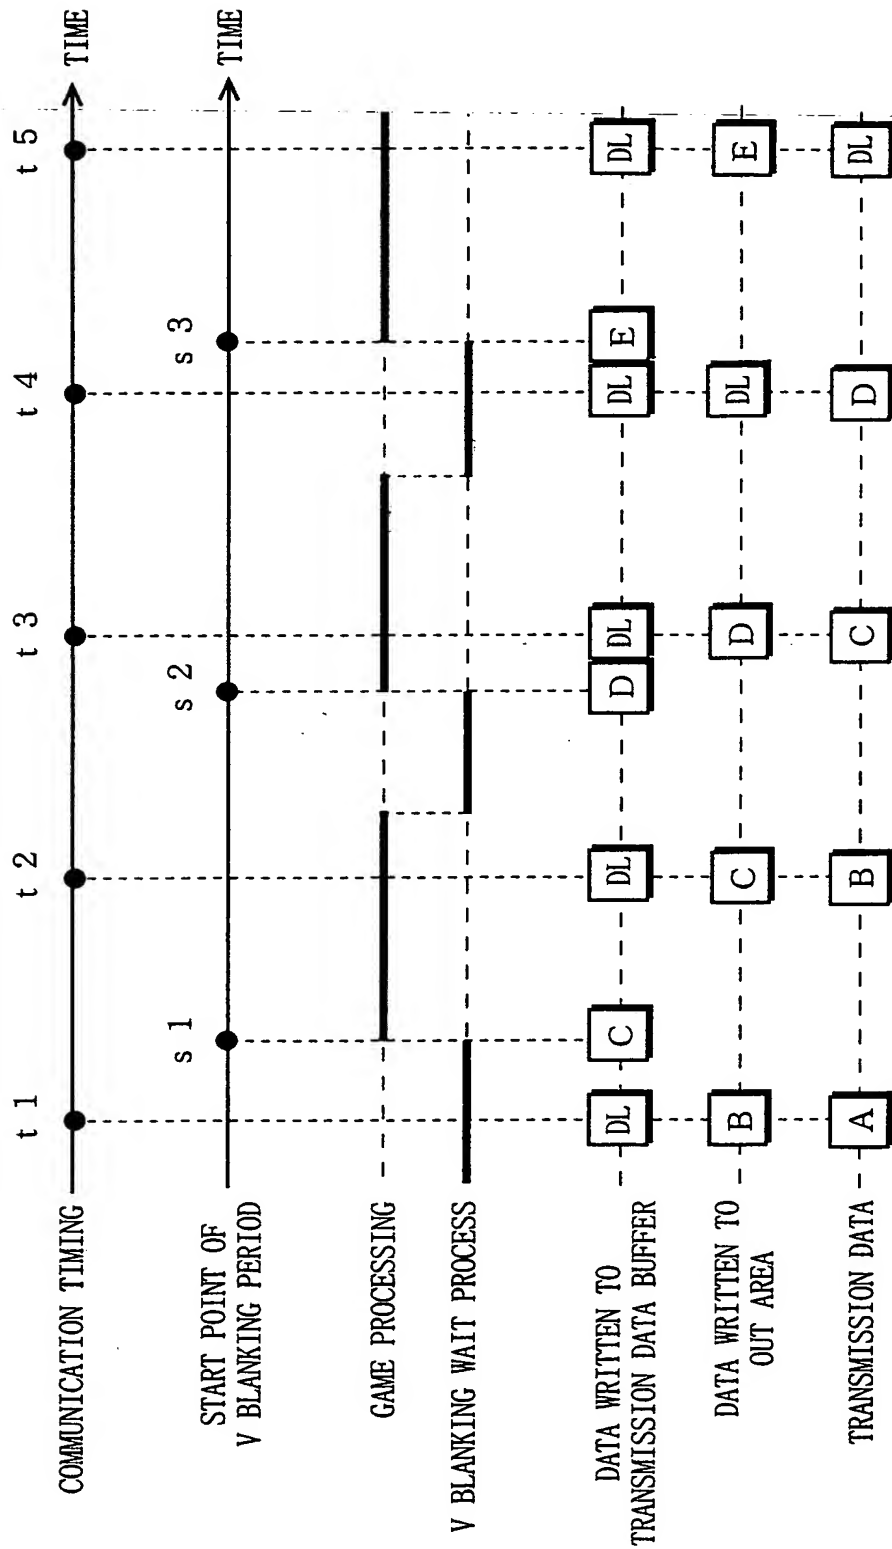 t 1
t 2
t 3
t 4
t 5
COMMUNICATION TIMING
TIME
s 1
s 2
s 3
START POINT OF
V BLANKING PERIOD
TIME
GAME PROCESSING
V BLANKING WAIT PROCESS
DATA WRITTEN TO
TRANSMISSION DATA BUFFER
DL
C
DL
D
DL
DL
E
DL
DATA WRITTEN TO
OUT AREA
B
C
D
DL
E
TRANSMISSION DATA
A
B
C
D
DL